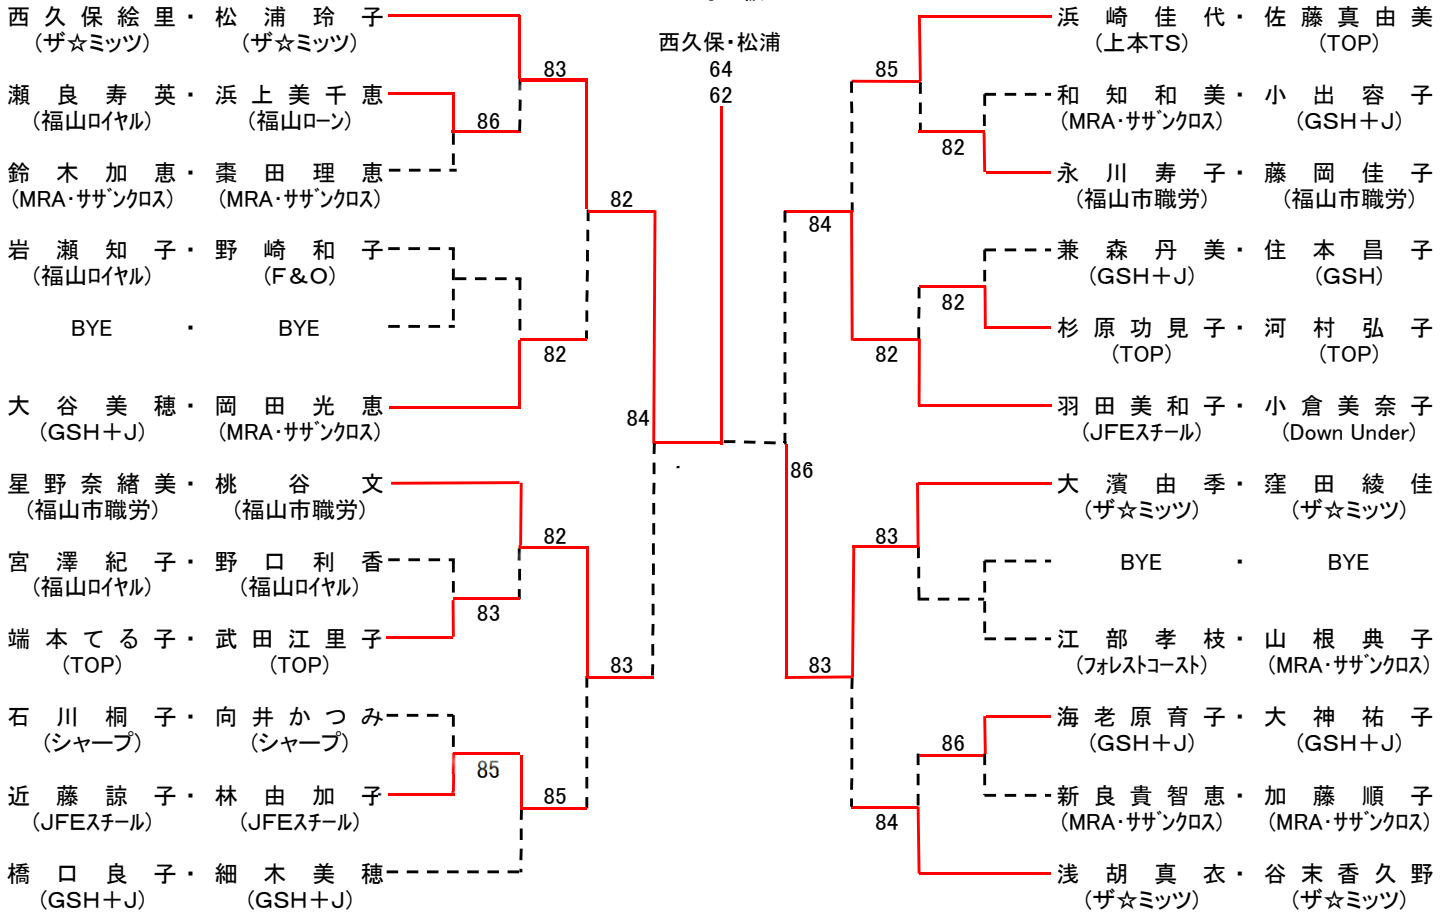 西久保・松浦
64
62
西久保絵里・松浦玲子
(ザ☆ミッツ) (ザ☆ミッツ)
83
瀬良寿英・浜上美千恵
(福山ロイヤル) (福山ローン)
86
鈴木加恵・棗田理恵
(MRA・サザンクロス) (MRA・サザンクロス)
82
岩瀬知子・野崎和子
(福山ロイヤル) (F&O)
BYE ・ BYE
82
大谷美穂・岡田光恵
(GSH+J) (MRA・サザンクロス)
84
星野奈緒美・桃谷文
(福山市職労) (福山市職労)
82
宮澤紀子・野口利香
(福山ロイヤル) (福山ロイヤル)
83
端本てる子・武田江里子
(TOP) (TOP)
83
石川桐子・向井かつみ
(シャープ) (シャープ)
85
近藤諒子・林由加子
(JFEスチール) (JFEスチール)
85
橋口良子・細木美穂
(GSH+J) (GSH+J)
浜崎佳代・佐藤真由美
(上本TS) (TOP)
85
和知和美・小出容子
(MRA・サザンクロス) (GSH+J)
82
永川寿子・藤岡佳子
(福山市職労) (福山市職労)
84
兼森丹美・住本昌子
(GSH+J) (GSH)
82
杉原功見子・河村弘子
(TOP) (TOP)
82
羽田美和子・小倉美奈子
(JFEスチール) (Down Under)
86
大濱由季・窪田綾佳
(ザ☆ミッツ) (ザ☆ミッツ)
83
BYE ・ BYE
江部孝枝・山根典子
(フォレストコースト) (MRA・サザンクロス)
83
海老原育子・大神祐子
(GSH+J) (GSH+J)
86
新良貴智恵・加藤順子
(MRA・サザンクロス) (MRA・サザンクロス)
84
浅胡真衣・谷末香久野
(ザ☆ミッツ) (ザ☆ミッツ)